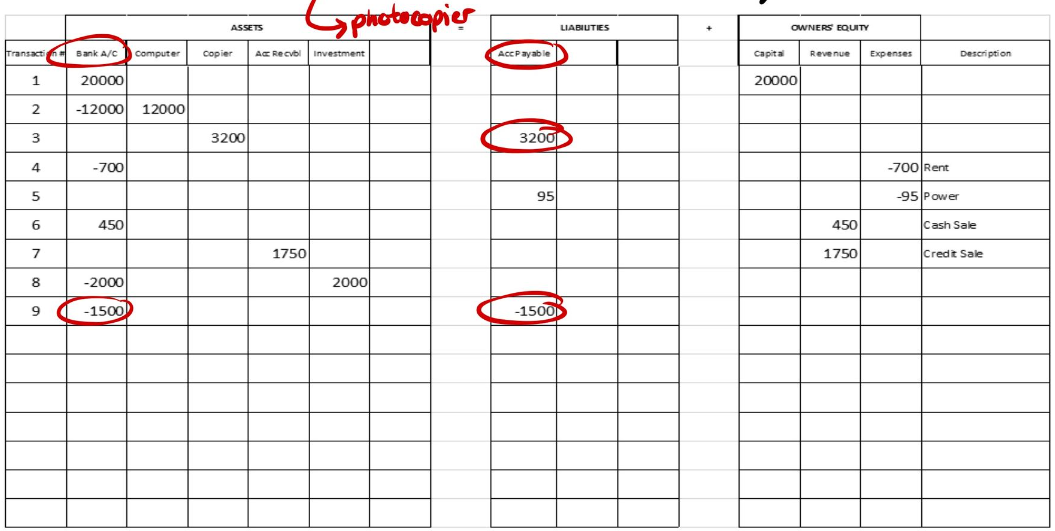 photocopier
ASSETS = LIABILITIES + OWNERS' EQUITY
Transaction # Bank A/C Computer Copier Acc Recvbl Investment Acc Payable Capital Revenue Expenses Description
1 20000 20000
2 -12000 12000
3 3200 3200
4 -700 -700 Rent
5 95 -95 Power
6 450 450 Cash Sale
7 1750 1750 Credit Sale
8 -2000 2000
9 -1500 -1500